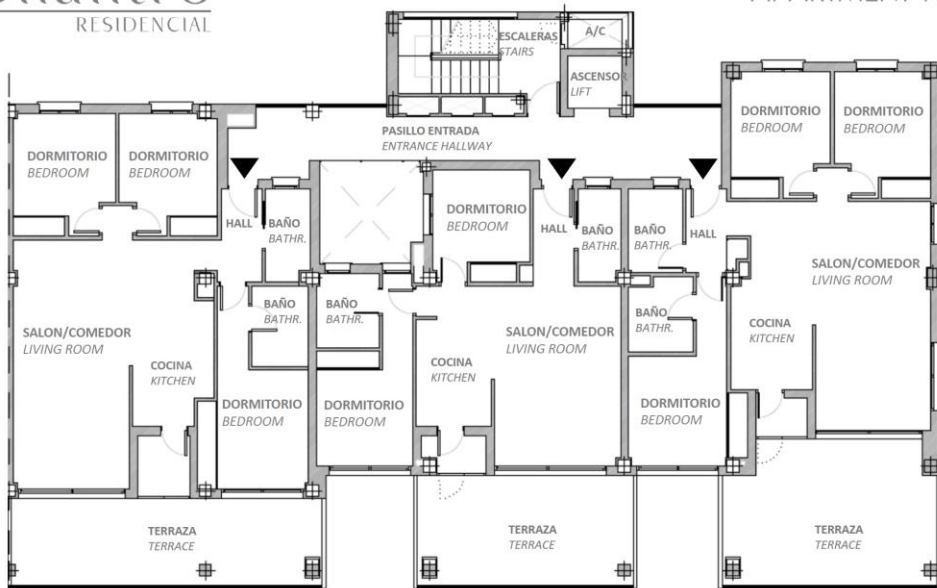 RESIDENCIAL
ESCALERAS
STAIRS
A/C
ASCENSOR
LIFT
PASILLO ENTRADA
ENTRANCE HALLWAY
DORMITORIO
BEDROOM
DORMITORIO
BEDROOM
DORMITORIO
BEDROOM
DORMITORIO
BEDROOM
HALL
BAÑO
BATHR.
DORMITORIO
BEDROOM
HALL
BAÑO
BATHR.
BAÑO
BATHR.
HALL
SALON/COMEDOR
LIVING ROOM
BAÑO
BATHR.
BAÑO
BATHR.
SALON/COMEDOR
LIVING ROOM
BAÑO
BATHR.
COCINA
KITCHEN
SALON/COMEDOR
LIVING ROOM
COCINA
KITCHEN
COCINA
KITCHEN
DORMITORIO
BEDROOM
DORMITORIO
BEDROOM
DORMITORIO
BEDROOM
TERRAZA
TERRACE
TERRAZA
TERRACE
TERRAZA
TERRACE